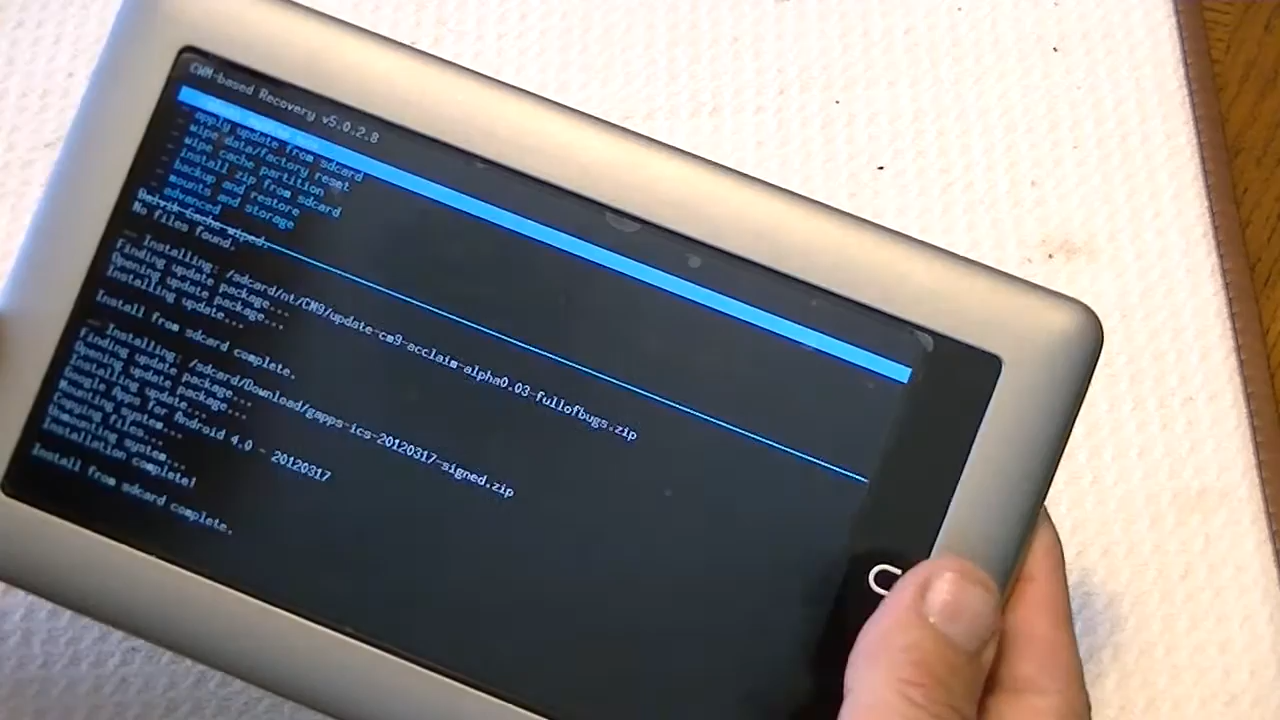 CWM-based Recovery v5.0.2.8
- apply update from sdcard
- wipe data/factory reset
- wipe cache partition
- install zip from sdcard
- backup and restore
- mounts and storage
- advanced
Dalvik Cache wiped.
No files found.
-- Installing: /sdcard/nt/CM9/update-cm9-acclaim-alpha0.03-fullofbugs.zip
Finding update package...
Opening update package...
Installing update...
Install from sdcard complete.
-- Installing: /sdcard/Download/gapps-ics-20120317-signed.zip
Finding update package...
Opening update package...
Installing update...
Google Apps for Android 4.0 - 20120317
Mounting system...
Copying files...
Unmounting system...
Installation complete!
Install from sdcard complete.